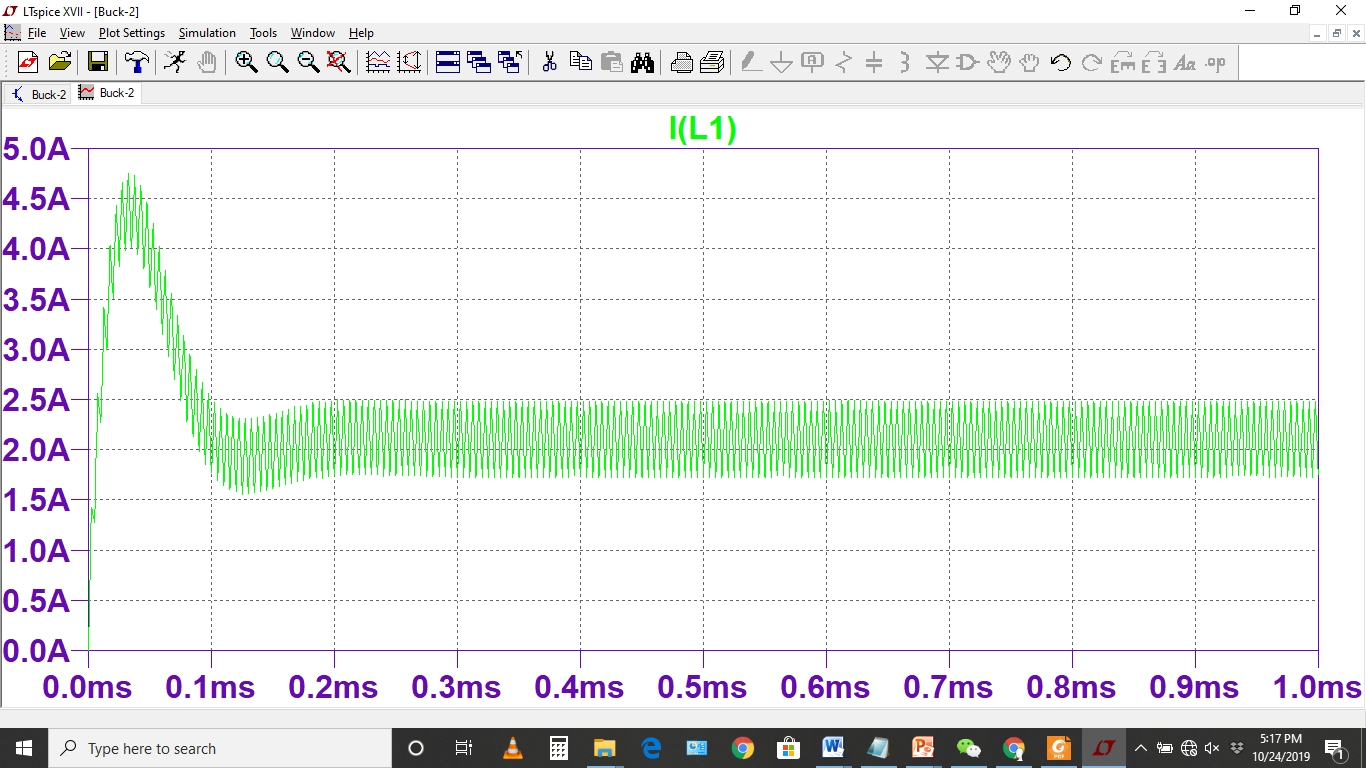 LTspice XVII - [Buck-2]
File View Plot Settings Simulation Tools Window Help
Aa .op
Buck-2 Buck-2
I(L1)
5.0A
4.5A
4.0A
3.5A
3.0A
2.5A
2.0A
1.5A
1.0A
0.5A
0.0A
0.0ms 0.1ms 0.2ms 0.3ms 0.4ms 0.5ms 0.6ms 0.7ms 0.8ms 0.9ms 1.0ms
Type here to search
5:17 PM
10/24/2019
1